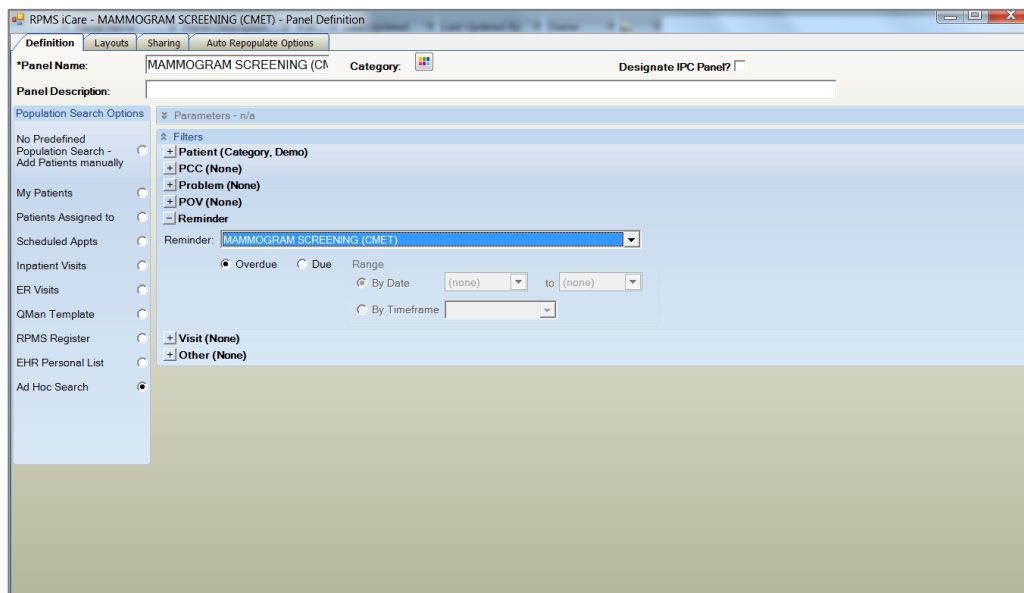 RPMS iCare - MAMMOGRAM SCREENING (CMET) - Panel Definition
Definition Layouts Sharing Auto Repopulate Options
*Panel Name: MAMMOGRAM SCREENING (CM Category: Designate IPC Panel?
Panel Description:
Population Search Options
No Predefined
Population Search -
Add Patients manually
My Patients
Patients Assigned to
Scheduled Appts
Inpatient Visits
ER Visits
QMan Template
RPMS Register
EHR Personal List
Ad Hoc Search
Parameters - n/a
Filters
Patient (Category, Demo)
PCC (None)
Problem (None)
POV (None)
Reminder
Reminder: MAMMOGRAM SCREENING (CMET)
Overdue Due Range
By Date (none) to (none)
By Timeframe
Visit (None)
Other (None)